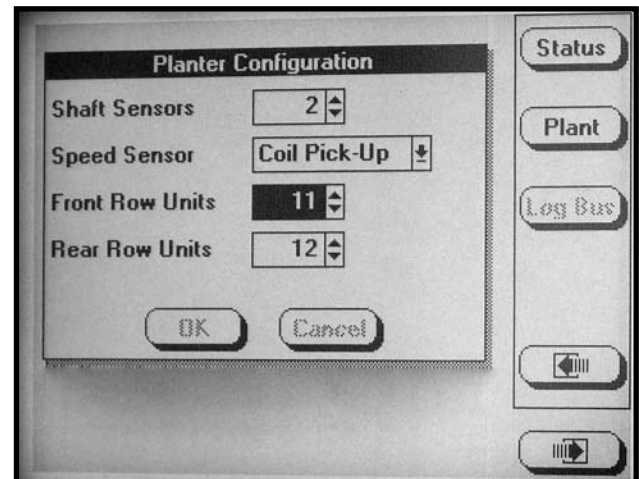 Planter Configuration
Shaft Sensors 2
Speed Sensor Coil Pick-Up
Front Row Units 11
Rear Row Units 12
OK Cancel
Status
Plant
Log Bus